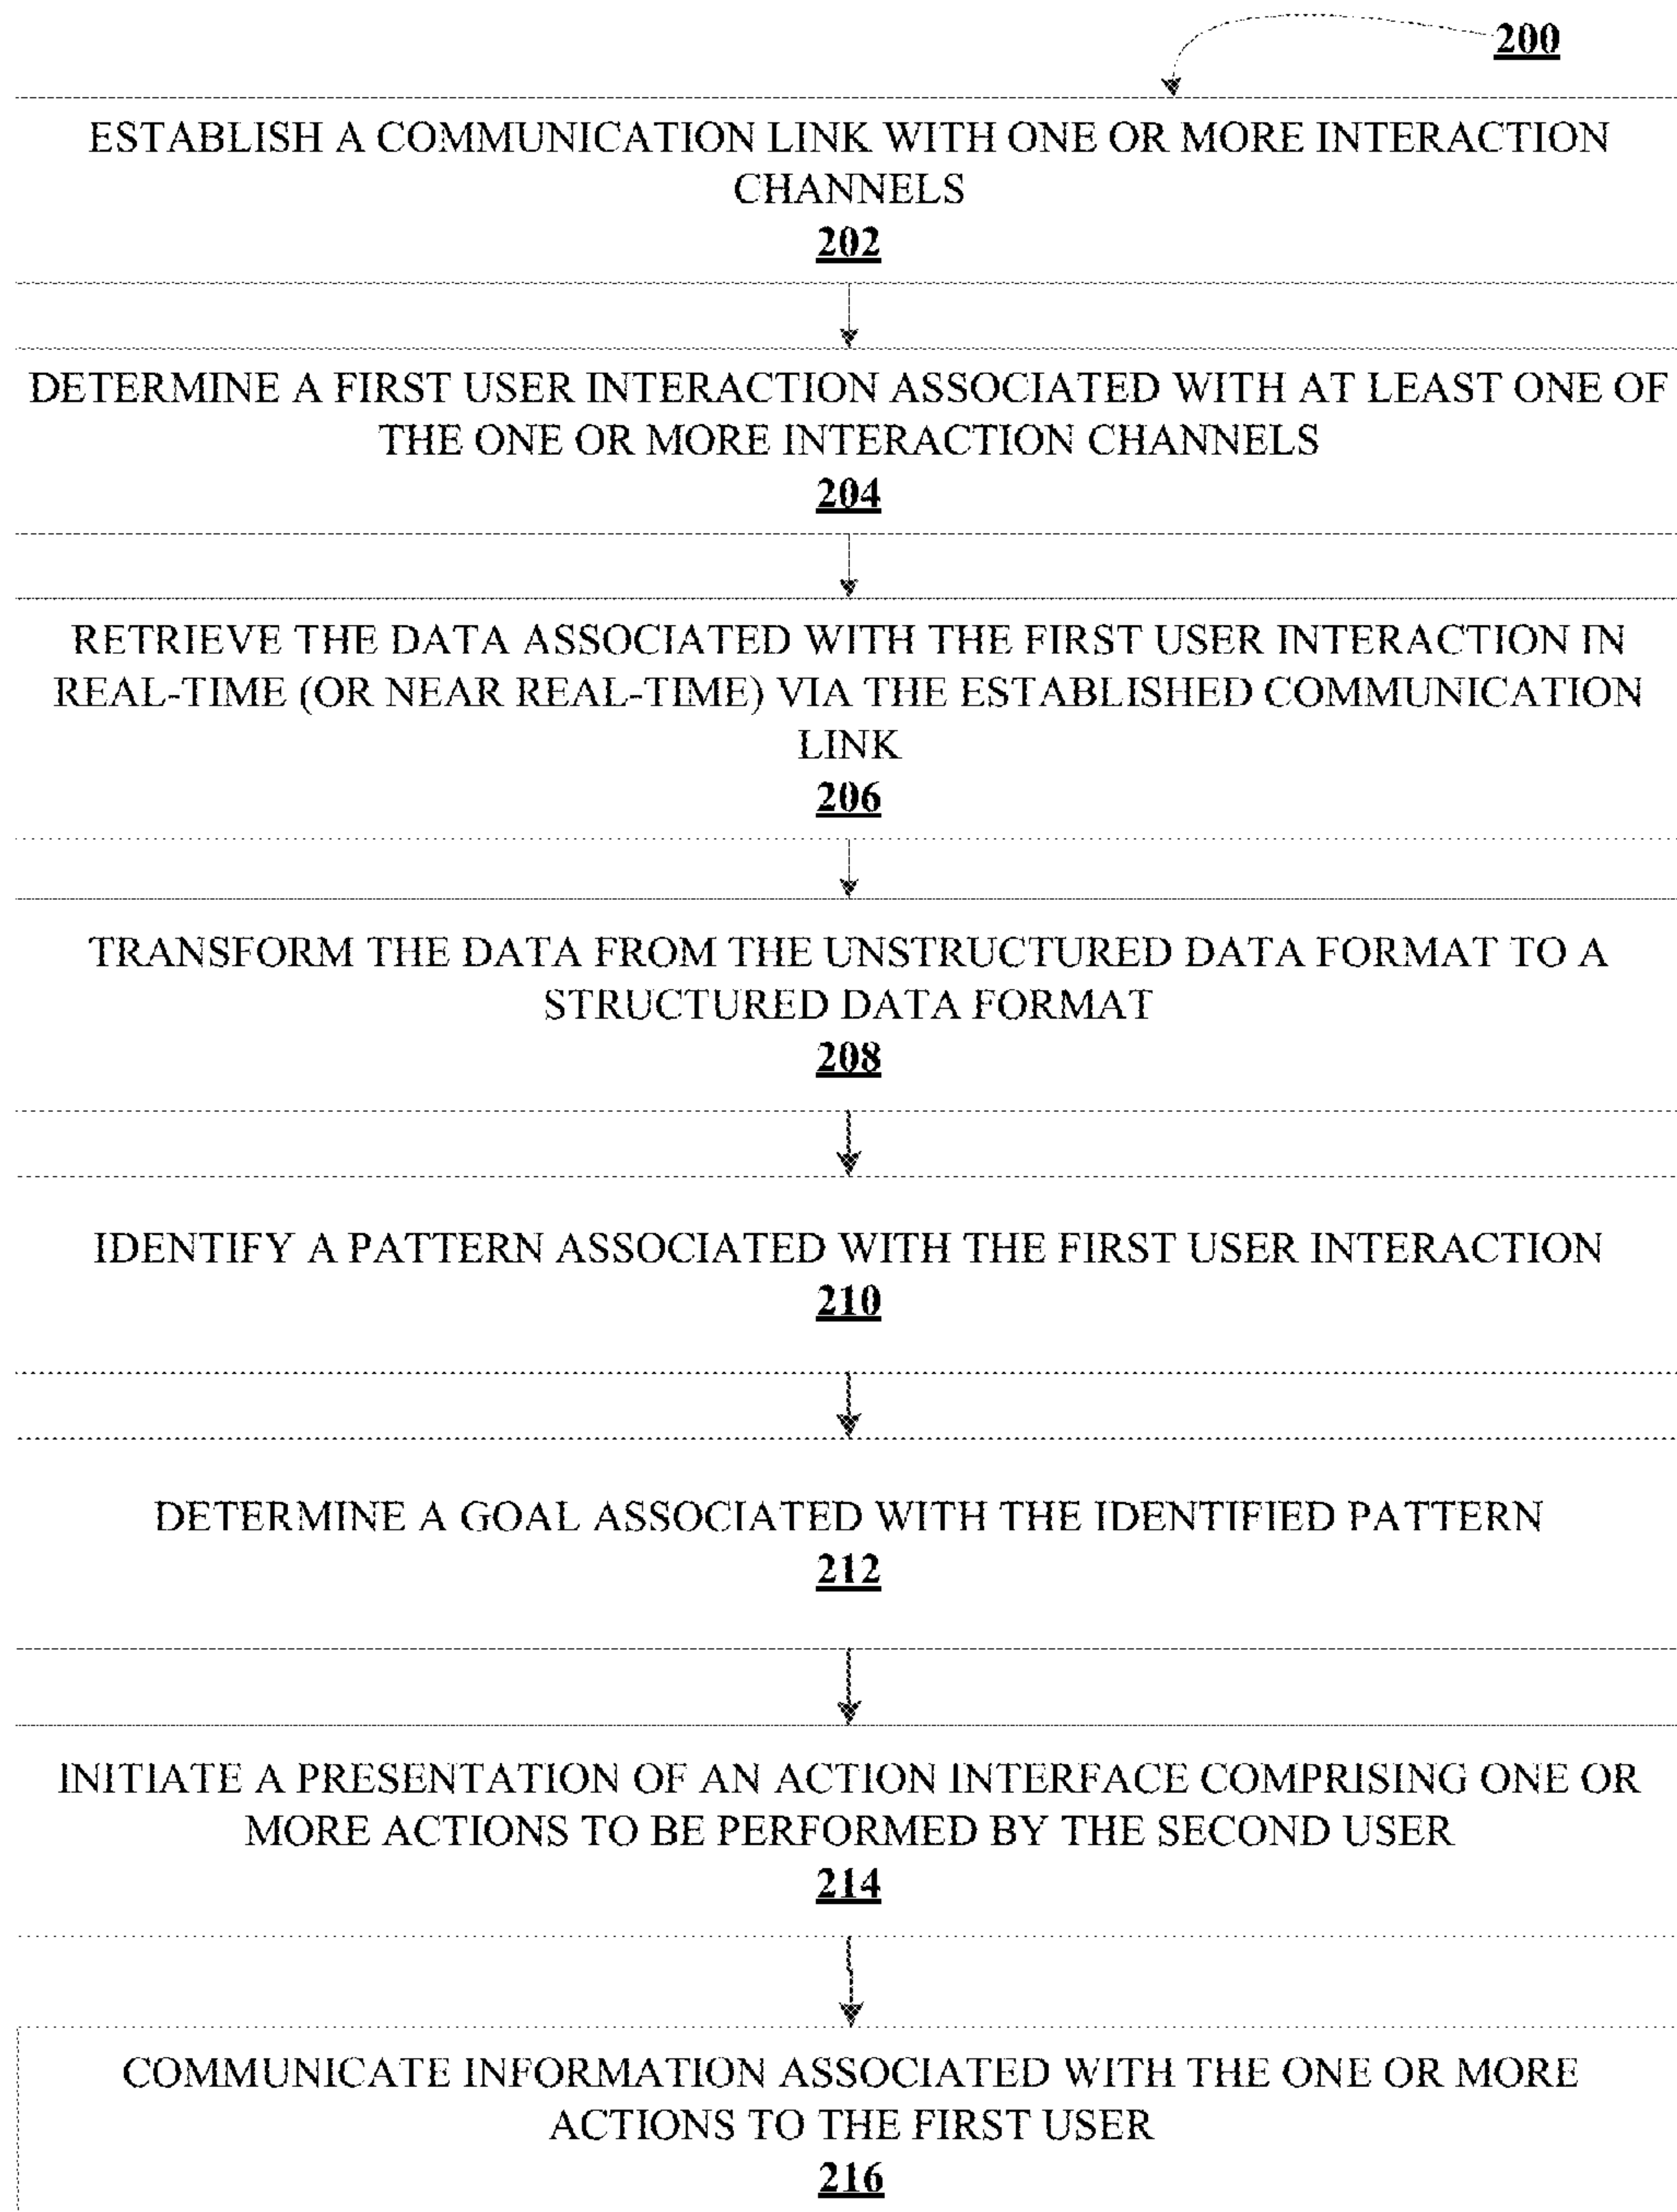 200
ESTABLISH A COMMUNICATION LINK WITH ONE OR MORE INTERACTION
CHANNELS
202
DETERMINE A FIRST USER INTERACTION ASSOCIATED WITH AT LEAST ONE OF
THE ONE OR MORE INTERACTION CHANNELS
204
RETRIEVE THE DATA ASSOCIATED WITH THE FIRST USER INTERACTION IN
REAL-TIME (OR NEAR REAL-TIME) VIA THE ESTABLISHED COMMUNICATION
LINK
206
TRANSFORM THE DATA FROM THE UNSTRUCTURED DATA FORMAT TO A
STRUCTURED DATA FORMAT
208
IDENTIFY A PATTERN ASSOCIATED WITH THE FIRST USER INTERACTION
210
DETERMINE A GOAL ASSOCIATED WITH THE IDENTIFIED PATTERN
212
INITIATE A PRESENTATION OF AN ACTION INTERFACE COMPRISING ONE OR
MORE ACTIONS TO BE PERFORMED BY THE SECOND USER
214
COMMUNICATE INFORMATION ASSOCIATED WITH THE ONE OR MORE
ACTIONS TO THE FIRST USER
216